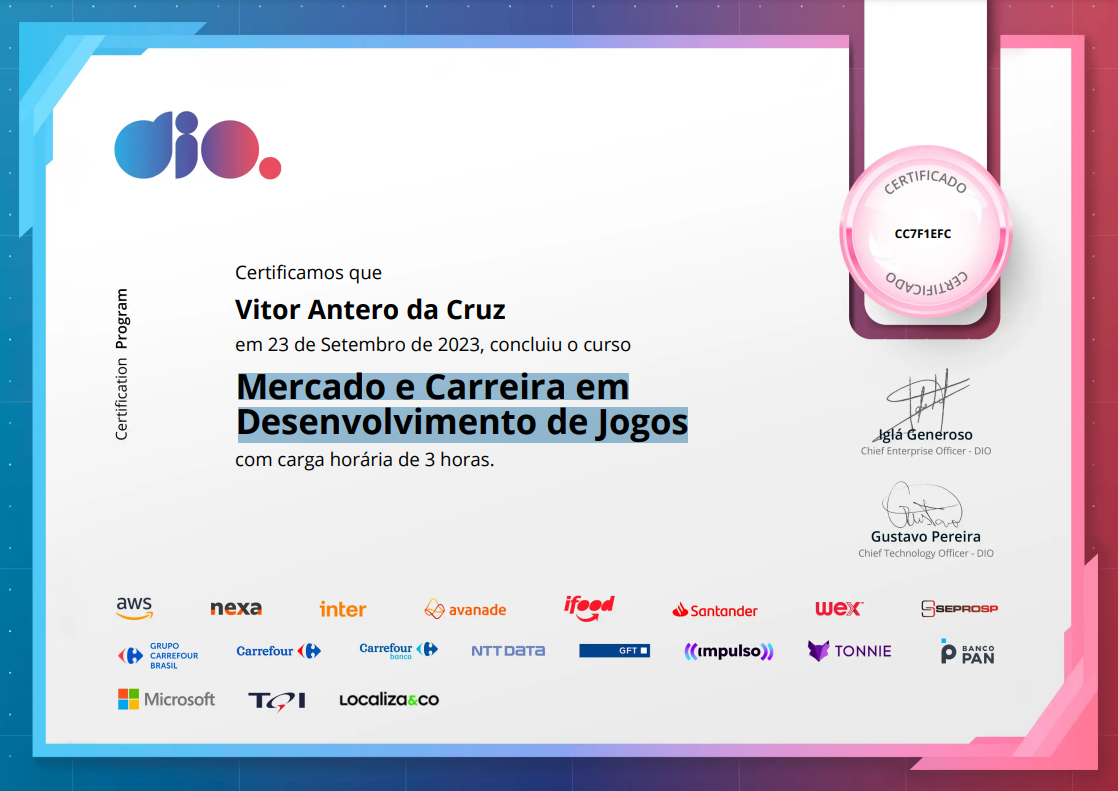 dio.
CERTIFICADO
CC7F1EFC
CERTIFICADO
Certification Program
Certificamos que
Vitor Antero da Cruz
em 23 de Setembro de 2023, concluiu o curso
Mercado e Carreira em
Desenvolvimento de Jogos
com carga horária de 3 horas.
Iglá Generoso
Chief Enterprise Officer - DIO
Gustavo Pereira
Chief Technology Officer - DIO
aws nexa inter avanade ifood Santander wex SEPROSP
GRUPO
CARREFOUR
BRASIL
Carrefour
Carrefour
banco
NTT DATA
GFT
impulso
TONNIE
BANCO
PAN
Microsoft TQI Localiza&co